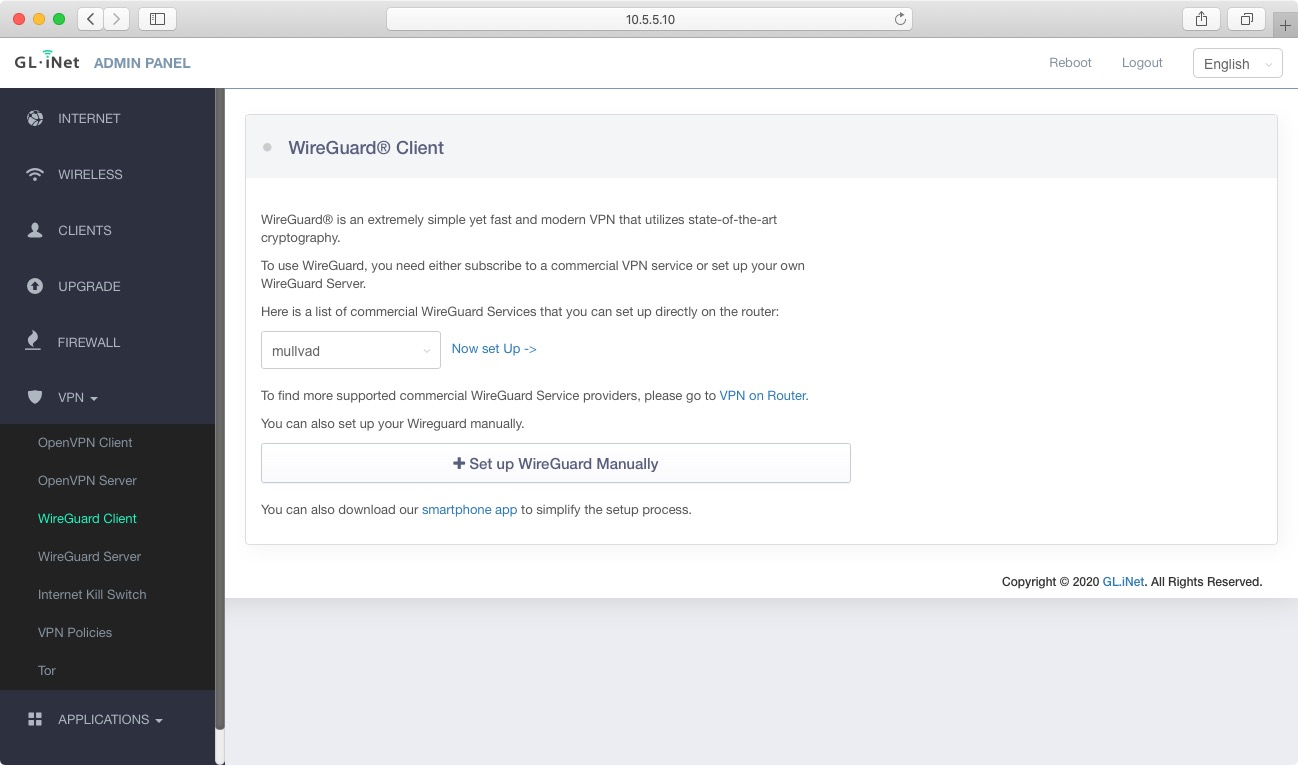 10.5.5.10
GL·iNet ADMIN PANEL
Reboot
Logout
English
INTERNET
WIRELESS
CLIENTS
UPGRADE
FIREWALL
VPN
OpenVPN Client
OpenVPN Server
WireGuard Client
WireGuard Server
Internet Kill Switch
VPN Policies
Tor
APPLICATIONS
WireGuard® Client
WireGuard® is an extremely simple yet fast and modern VPN that utilizes state-of-the-art
cryptography.
To use WireGuard, you need either subscribe to a commercial VPN service or set up your own
WireGuard Server.
Here is a list of commercial WireGuard Services that you can set up directly on the router:
mullvad
Now set Up ->
To find more supported commercial WireGuard Service providers, please go to VPN on Router.
You can also set up your Wireguard manually.
+ Set up WireGuard Manually
You can also download our smartphone app to simplify the setup process.
Copyright © 2020 GL.iNet. All Rights Reserved.